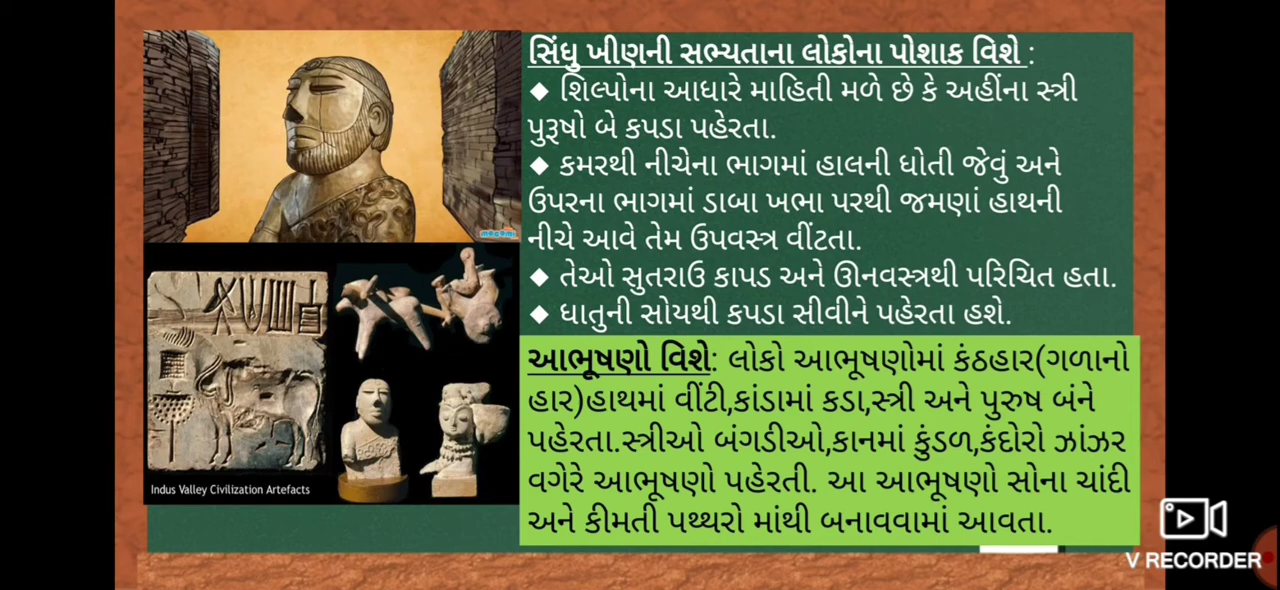 સિંધુ ખીણની સભ્યતાના લોકોના પોશાક વિશે :
◆ શિલ્પોના આધારે માહિતી મળે છે કે અહીંના સ્ત્રી
પુરૂષો બે કપડા પહેરતા.
◆ કમરથી નીચેના ભાગમાં હાલની ધોતી જેવું અને
ઉપરના ભાગમાં ડાબા ખભા પરથી જમણાં હાથની
નીચે આવે તેમ ઉપવસ્ત્ર વીંટતા.
◆ તેઓ સુતરાઉ કાપડ અને ઊનવસ્ત્રથી પરિચિત હતા.
◆ ધાતુની સોયથી કપડા સીવીને પહેરતા હશે.
આભૂષણો વિશે: લોકો આભૂષણોમાં કંઠહાર(ગળાનો
હાર)હાથમાં વીંટી,કાંડામાં કડા,સ્ત્રી અને પુરુષ બંને
પહેરતા.સ્ત્રીઓ બંગડીઓ,કાનમાં કુંડળ,કંદોરો ઝાંઝર
વગેરે આભૂષણો પહેરતી. આ આભૂષણો સોના ચાંદી
અને કીમતી પથ્થરો માંથી બનાવવામાં આવતા.
mocomi
Indus Valley Civilization Artefacts
V RECORDER